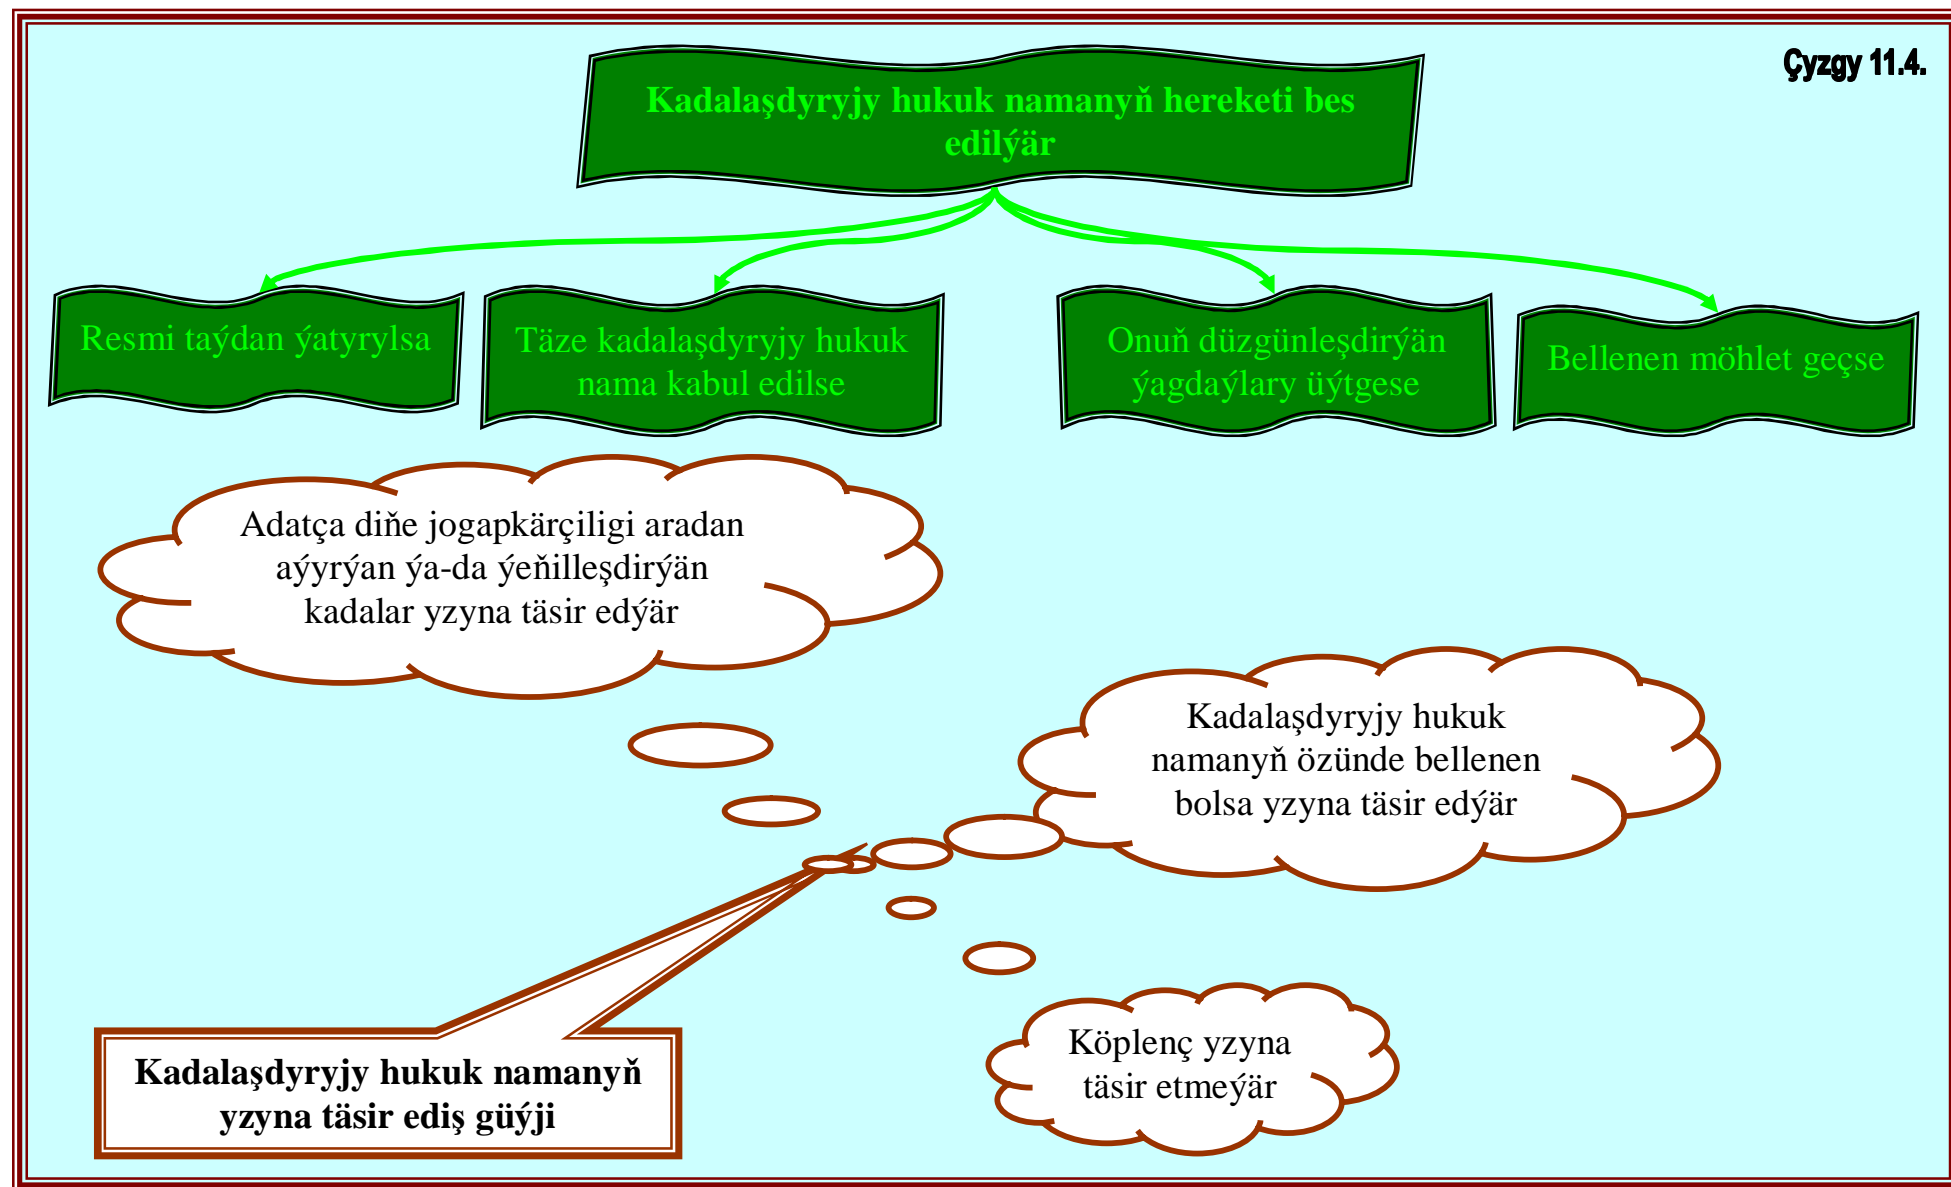 Çyzgy 11.4.
Kadalaşdyryjy hukuk namanyň hereketi bes
edilýär
Resmi taýdan ýatyrylsa
Täze kadalaşdyryjy hukuk
nama kabul edilse
Onuň düzgünleşdirýän
ýagdaýlary üýtgese
Bellenen möhlet geçse
Adatça diňe jogapkärçiligi aradan
aýyrýan ýa-da ýeňilleşdirýän
kadalar yzyna täsir edýär
Kadalaşdyryjy hukuk
namanyň özünde bellenen
bolsa yzyna täsir edýär
Köplenç yzyna
täsir etmeýär
Kadalaşdyryjy hukuk namanyň
yzyna täsir ediş güýji